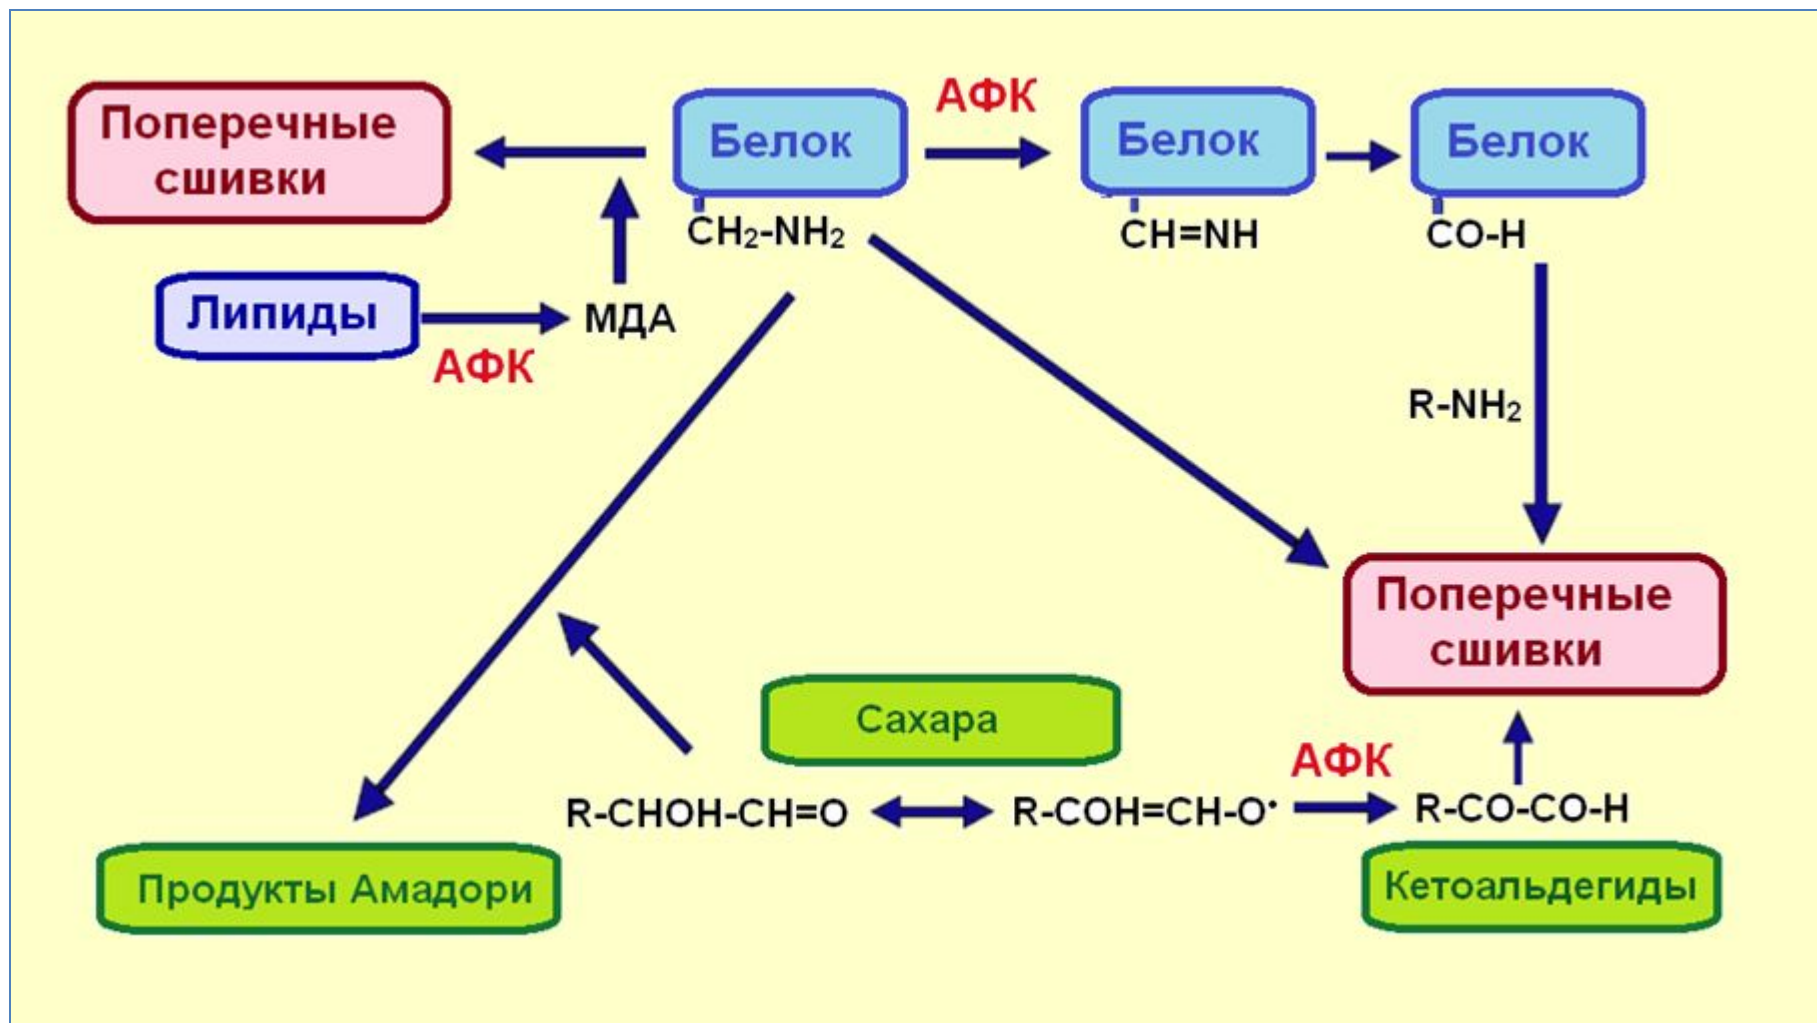 Поперечные
сшивки
Белок
АФК
Белок
Белок
CH₂-NH₂
CH=NH
CO-H
Липиды
АФК
МДА
R-NH₂
Поперечные
сшивки
Сахара
АФК
R-CHOH-CH=O
R-COH=CH-O•
R-CO-CO-H
Продукты Амадори
Кетоальдегиды